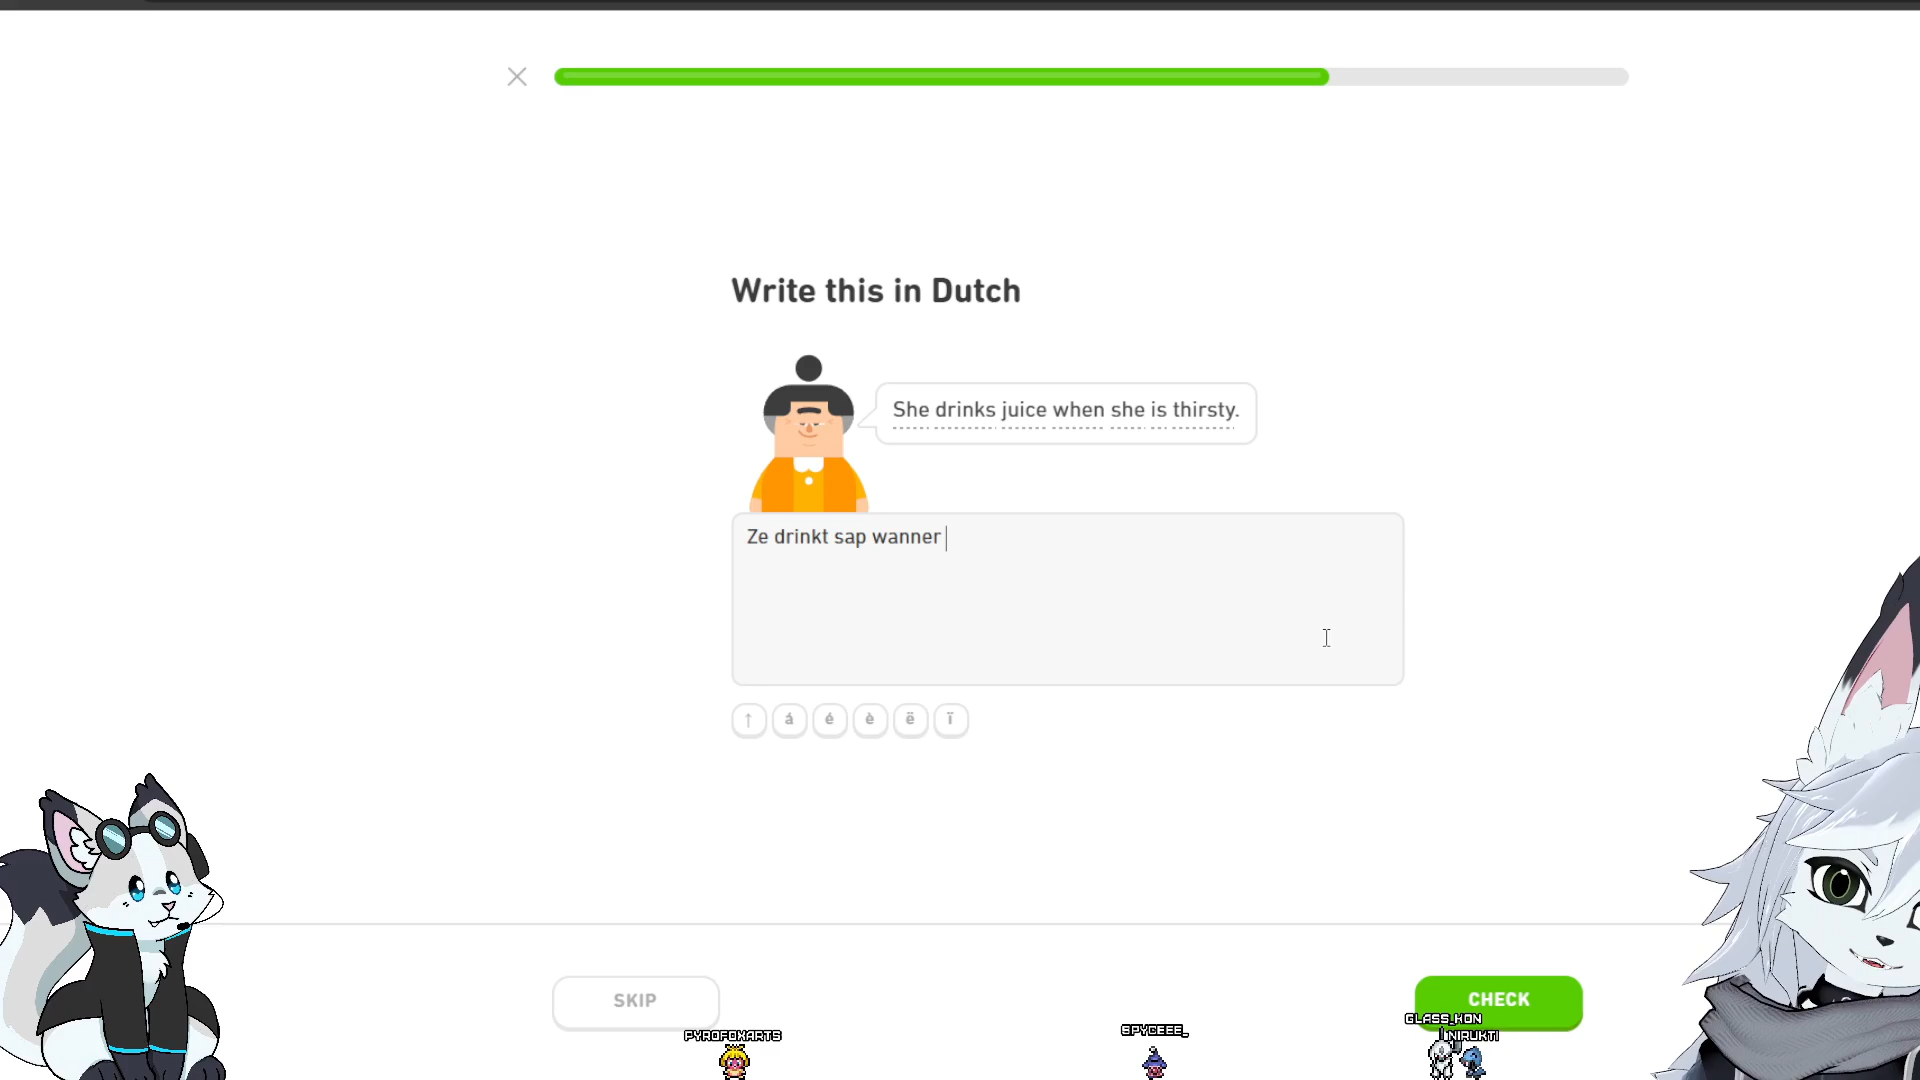 Write this in Dutch
She drinks juice when she is thirsty.
Ze drinkt sap wanner
↑ á é è ë ï
SKIP
CHECK
PYROFOXARTS
SPYCEEE_
GLASS_KON
NIRUKTI